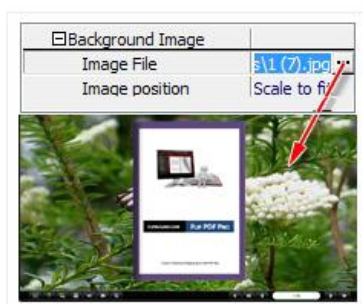 Background Image
Image File s\1 (7).jpg ...
Image position Scale to fi
Flip PDF Pro